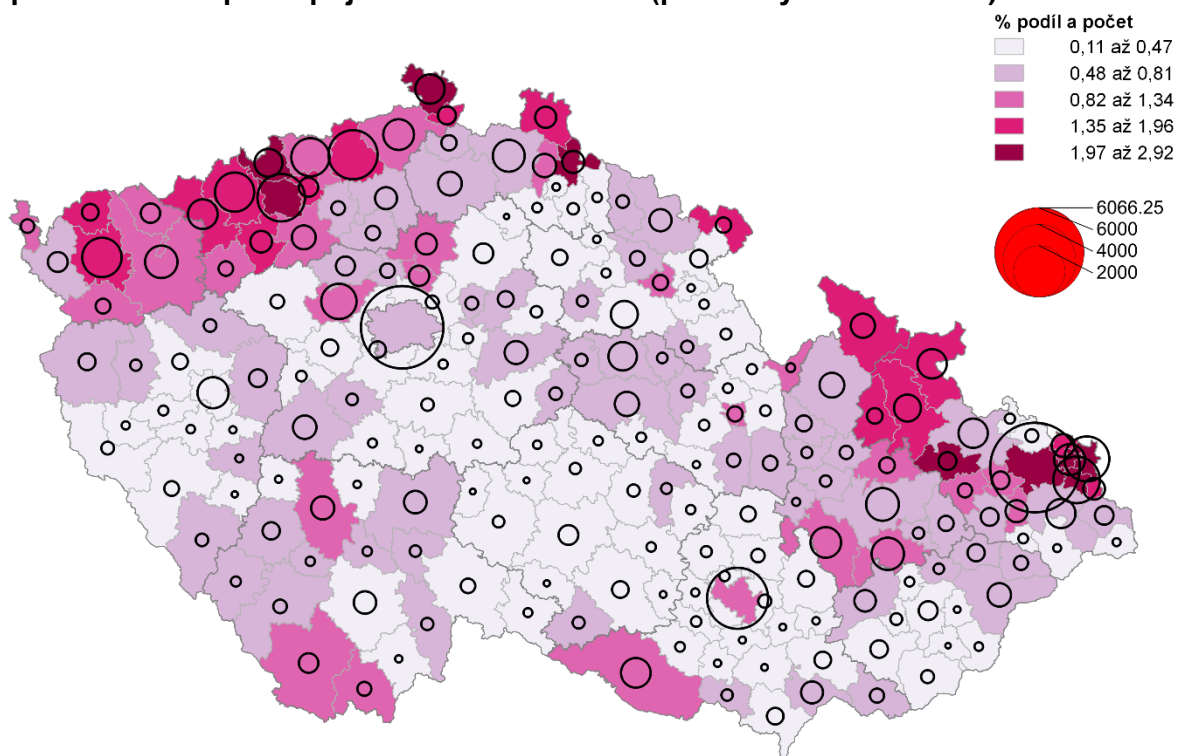 % podíl a počet
0,11 až 0,47
0,48 až 0,81
0,82 až 1,34
1,35 až 1,96
1,97 až 2,92
6066.25
6000
4000
2000